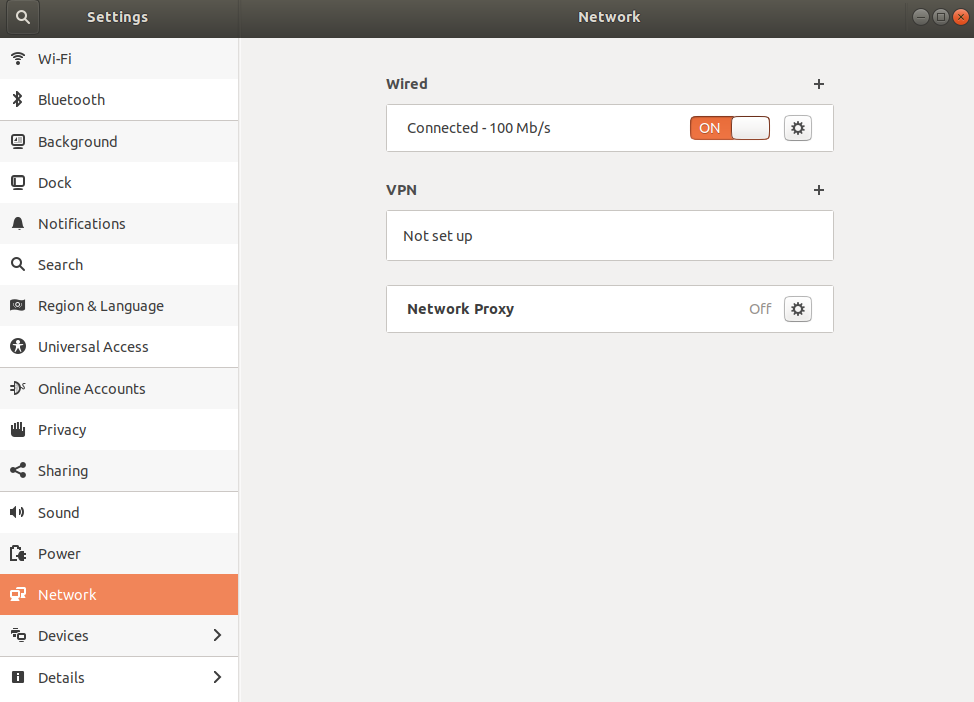 Settings
Network
Wi-Fi
Bluetooth
Background
Dock
Notifications
Search
Region & Language
Universal Access
Online Accounts
Privacy
Sharing
Sound
Power
Network
Devices
Details
Wired
Connected - 100 Mb/s
ON
VPN
Not set up
Network Proxy
Off